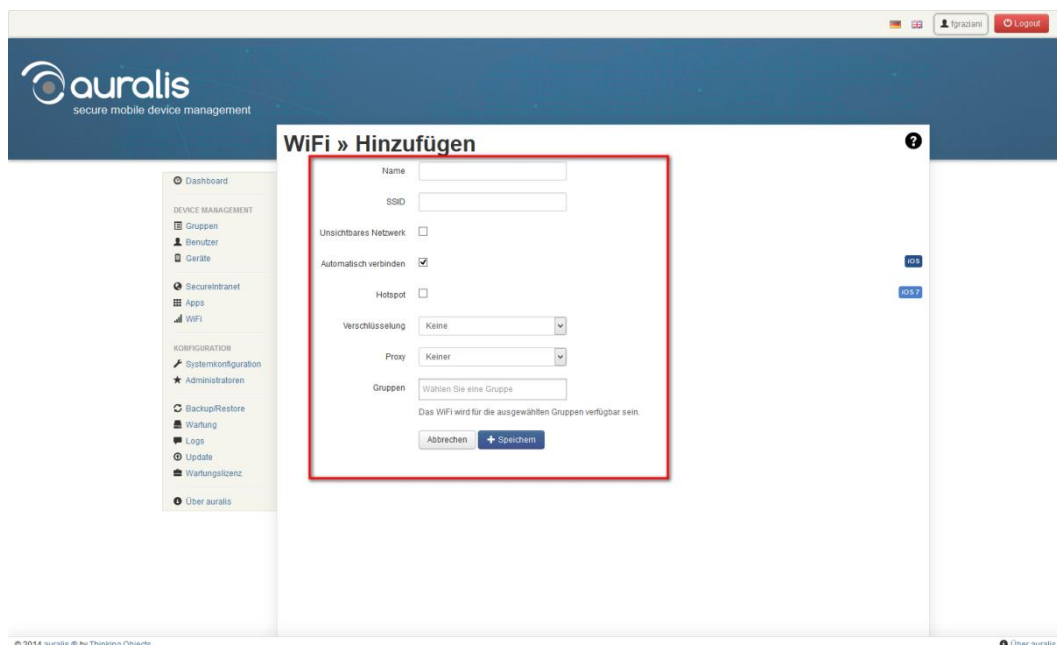 fgraziani
Logout
auralis
secure mobile device management
WiFi » Hinzufügen
Dashboard
DEVICE MANAGEMENT
Gruppen
Benutzer
Geräte
SecureIntranet
Apps
WiFi
KONFIGURATION
Systemkonfiguration
Administratoren
Backup/Restore
Wartung
Logs
Update
Wartungslizenz
Über auralis
Name
SSID
Unsichtbares Netzwerk
Automatisch verbinden
iOS
Hotspot
iOS 7
Verschlüsselung Keine
Proxy Keiner
Gruppen Wählen Sie eine Gruppe
Das WiFi wird für die ausgewählten Gruppen verfügbar sein.
Abbrechen + Speichern
© 2014 auralis ® by Thinking Objects
Über auralis